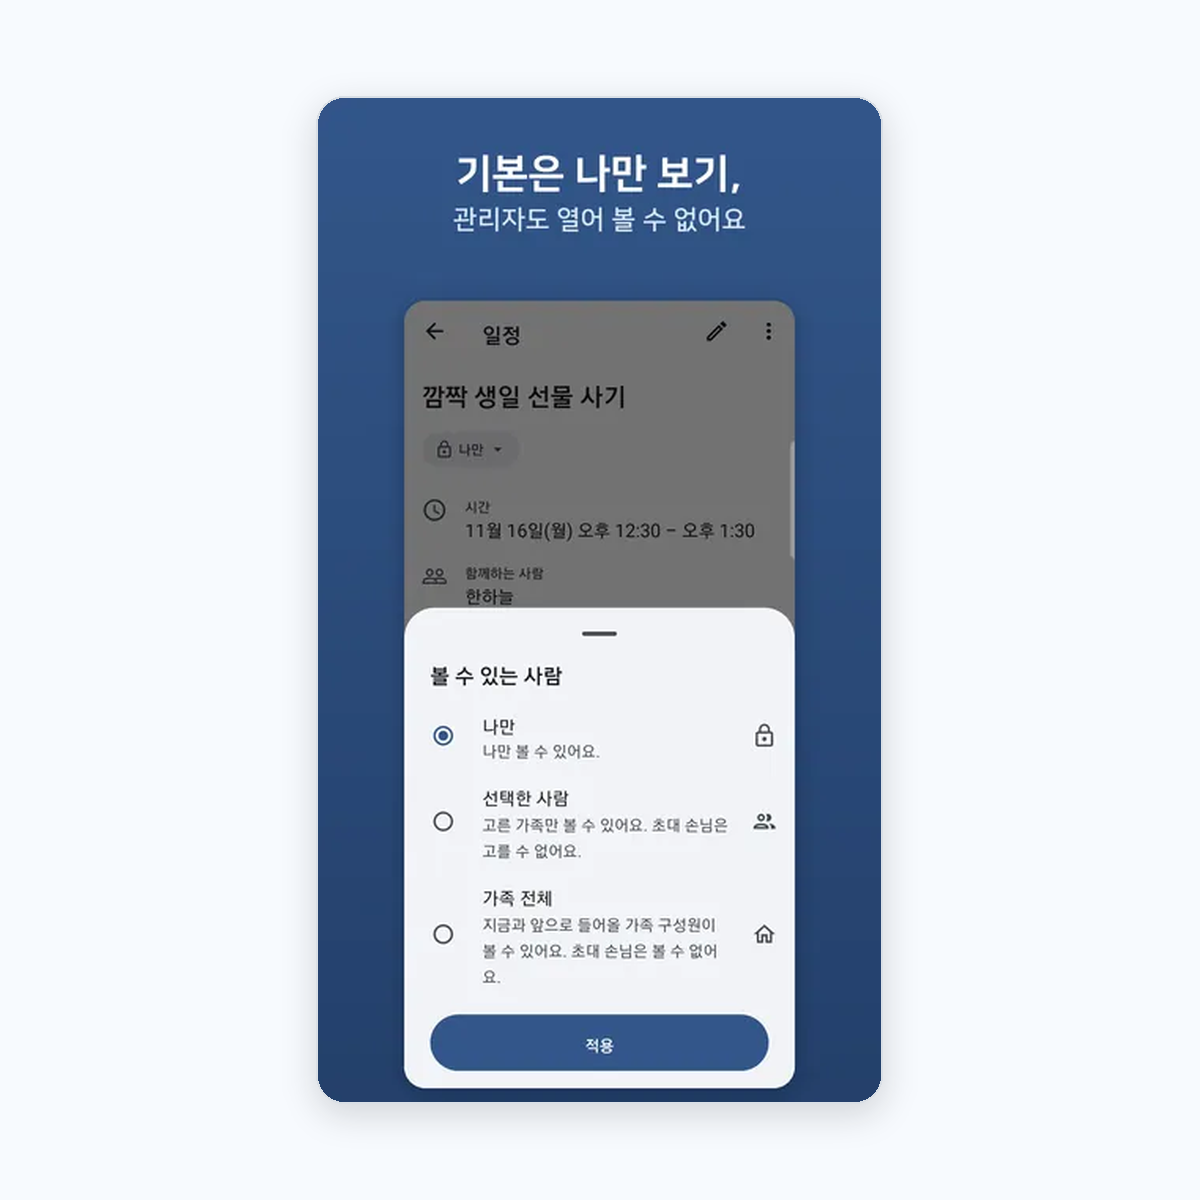 기본은 나만 보기,
관리자도 열어 볼 수 없어요
일정
깜짝 생일 선물 사기
나만
시간
11월 16일(월) 오후 12:30 – 오후 1:30
함께하는 사람
한하늘
볼 수 있는 사람
나만
나만 볼 수 있어요.
선택한 사람
고른 가족만 볼 수 있어요. 초대 손님은
고를 수 없어요.
가족 전체
지금과 앞으로 들어올 가족 구성원이
볼 수 있어요. 초대 손님은 볼 수 없어
요.
적용